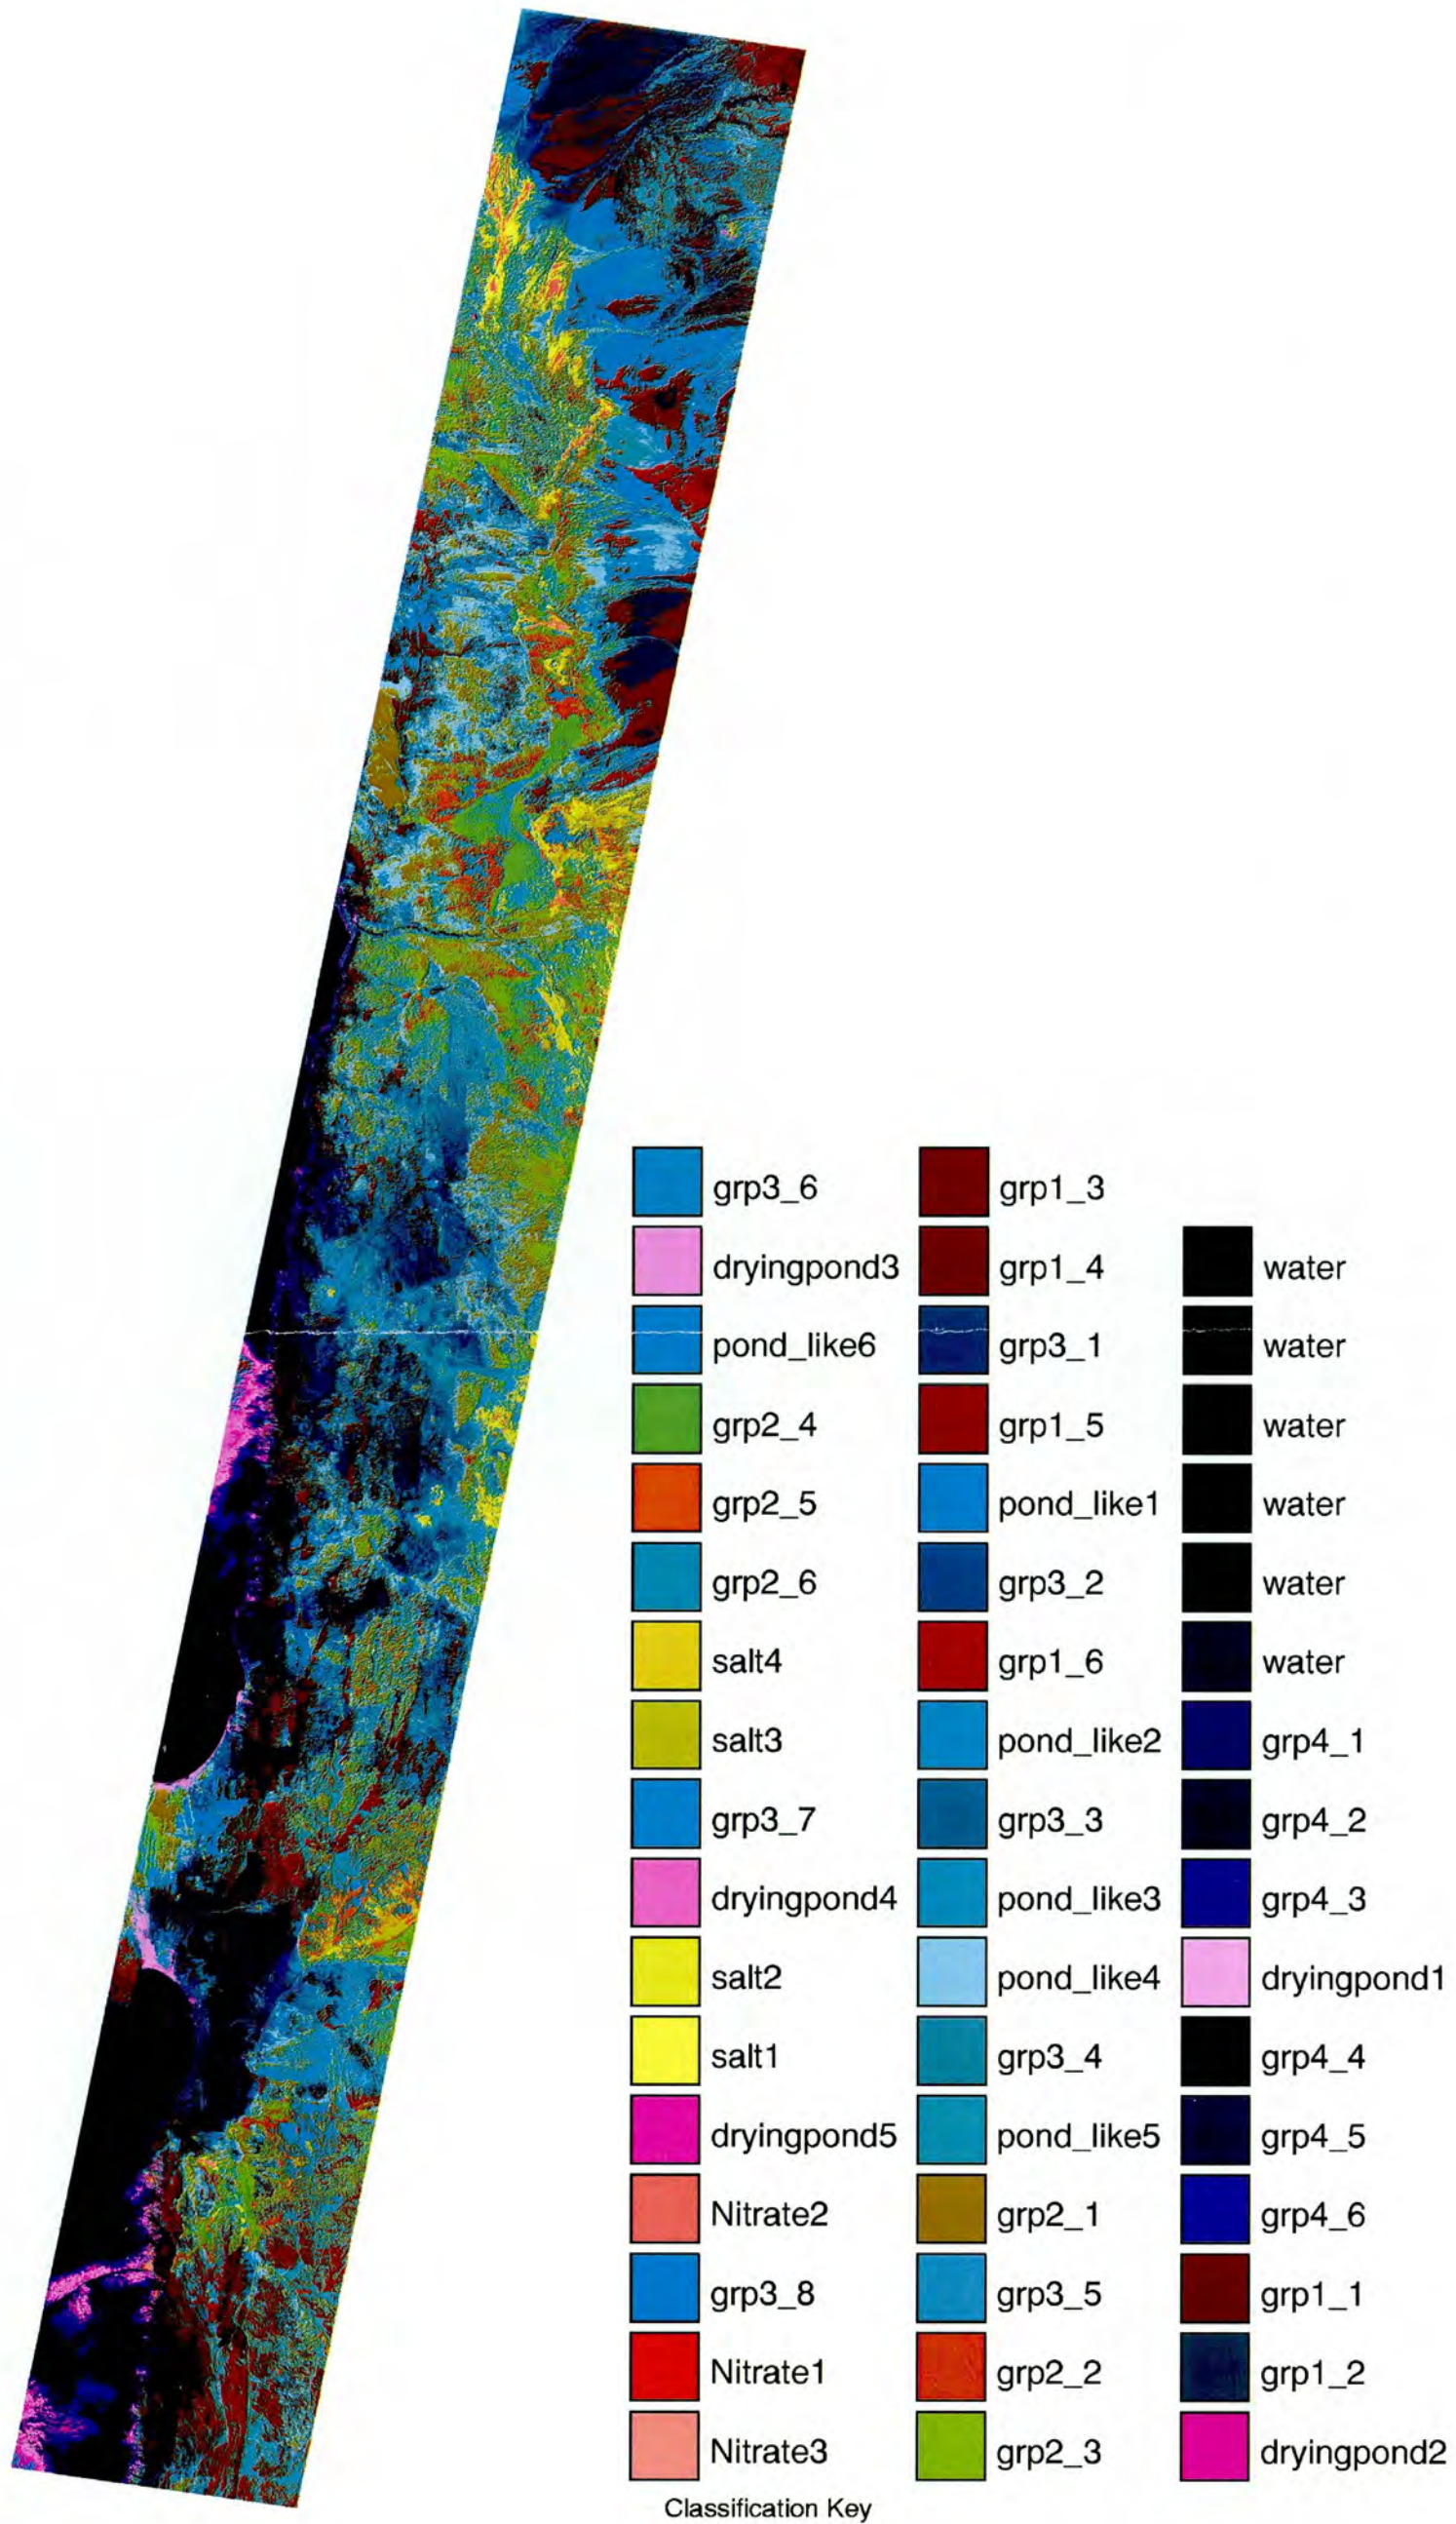 grp3_6
dryingpond3
pond_like6
grp2_4
grp2_5
grp2_6
salt4
salt3
grp3_7
dryingpond4
salt2
salt1
dryingpond5
Nitrate2
grp3_8
Nitrate1
Nitrate3
grp1_3
grp1_4
grp3_1
grp1_5
pond_like1
grp3_2
grp1_6
pond_like2
grp3_3
pond_like3
pond_like4
grp3_4
pond_like5
grp2_1
grp3_5
grp2_2
grp2_3
water
water
water
water
water
water
grp4_1
grp4_2
grp4_3
dryingpond1
grp4_4
grp4_5
grp4_6
grp1_1
grp1_2
dryingpond2
Classification Key